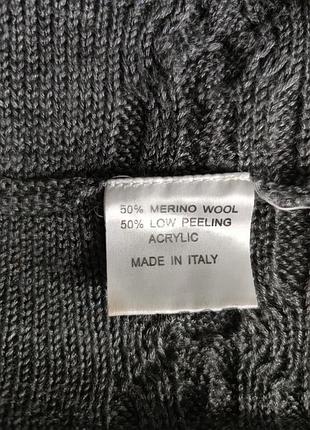 50% MERINO WOOL
50% LOW PEELING
ACRYLIC
MADE IN ITALY